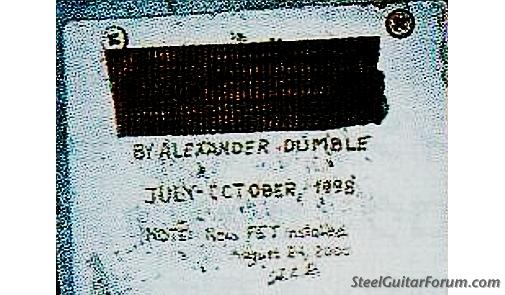 BY ALEXANDER DUMBLE
JULY-OCTOBER, 1998
NOTE: New FET installed
August 24, 2000
SteelGuitarForum.com